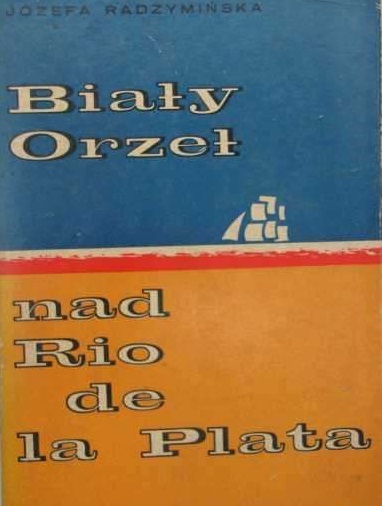 JÓZEFA RADZYMIŃSKA
Biały
Orzeł
nad
Rio
de
la Plata